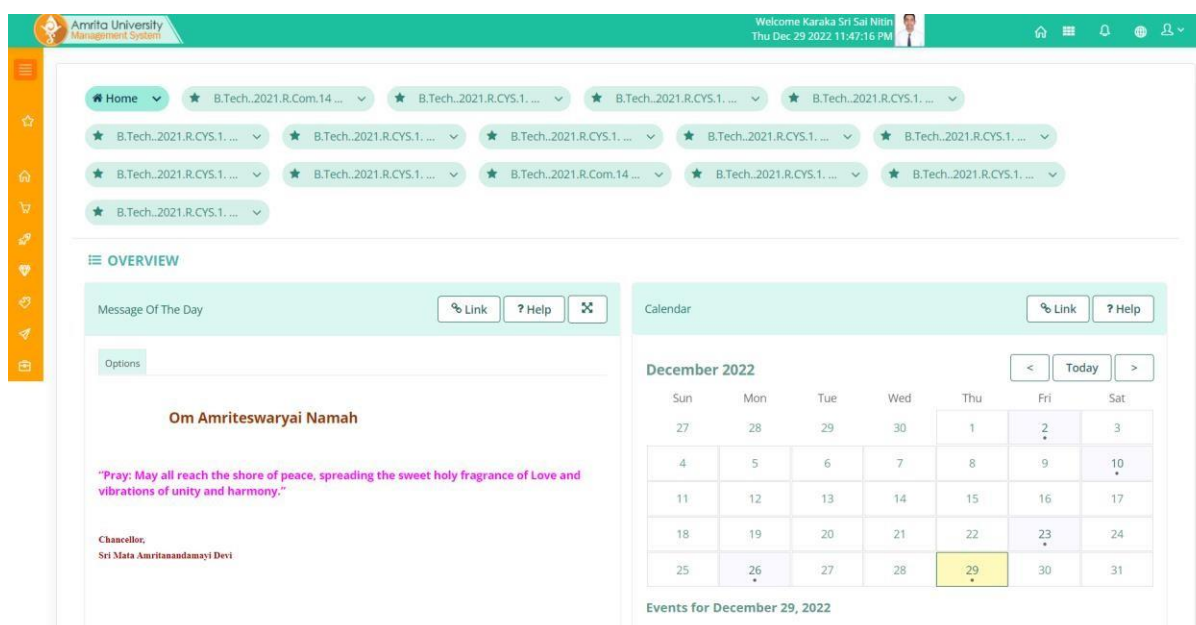 Amrita University
Management System
Welcome Karaka Sri Sai Nitin
Thu Dec 29 2022 11:47:16 PM
Home
B.Tech..2021.R.Com.14 ...
B.Tech..2021.R.CYS.1. ...
B.Tech..2021.R.CYS.1. ...
B.Tech..2021.R.CYS.1. ...
B.Tech..2021.R.CYS.1. ...
B.Tech..2021.R.CYS.1. ...
B.Tech..2021.R.CYS.1. ...
B.Tech..2021.R.CYS.1. ...
B.Tech..2021.R.CYS.1. ...
B.Tech..2021.R.CYS.1. ...
B.Tech..2021.R.CYS.1. ...
B.Tech..2021.R.Com.14 ...
B.Tech..2021.R.CYS.1. ...
B.Tech..2021.R.CYS.1. ...
B.Tech..2021.R.CYS.1. ...
OVERVIEW
Message Of The Day
Link
? Help
Options
Om Amriteswaryai Namah
"Pray: May all reach the shore of peace, spreading the sweet holy fragrance of Love and
vibrations of unity and harmony."
Chancellor,
Sri Mata Amritanandamayi Devi
Calendar
Link
? Help
December 2022
< Today >
Sun Mon Tue Wed Thu Fri Sat
27 28 29 30 1 2 3
4 5 6 7 8 9 10
11 12 13 14 15 16 17
18 19 20 21 22 23 24
25 26 27 28 29 30 31
Events for December 29, 2022